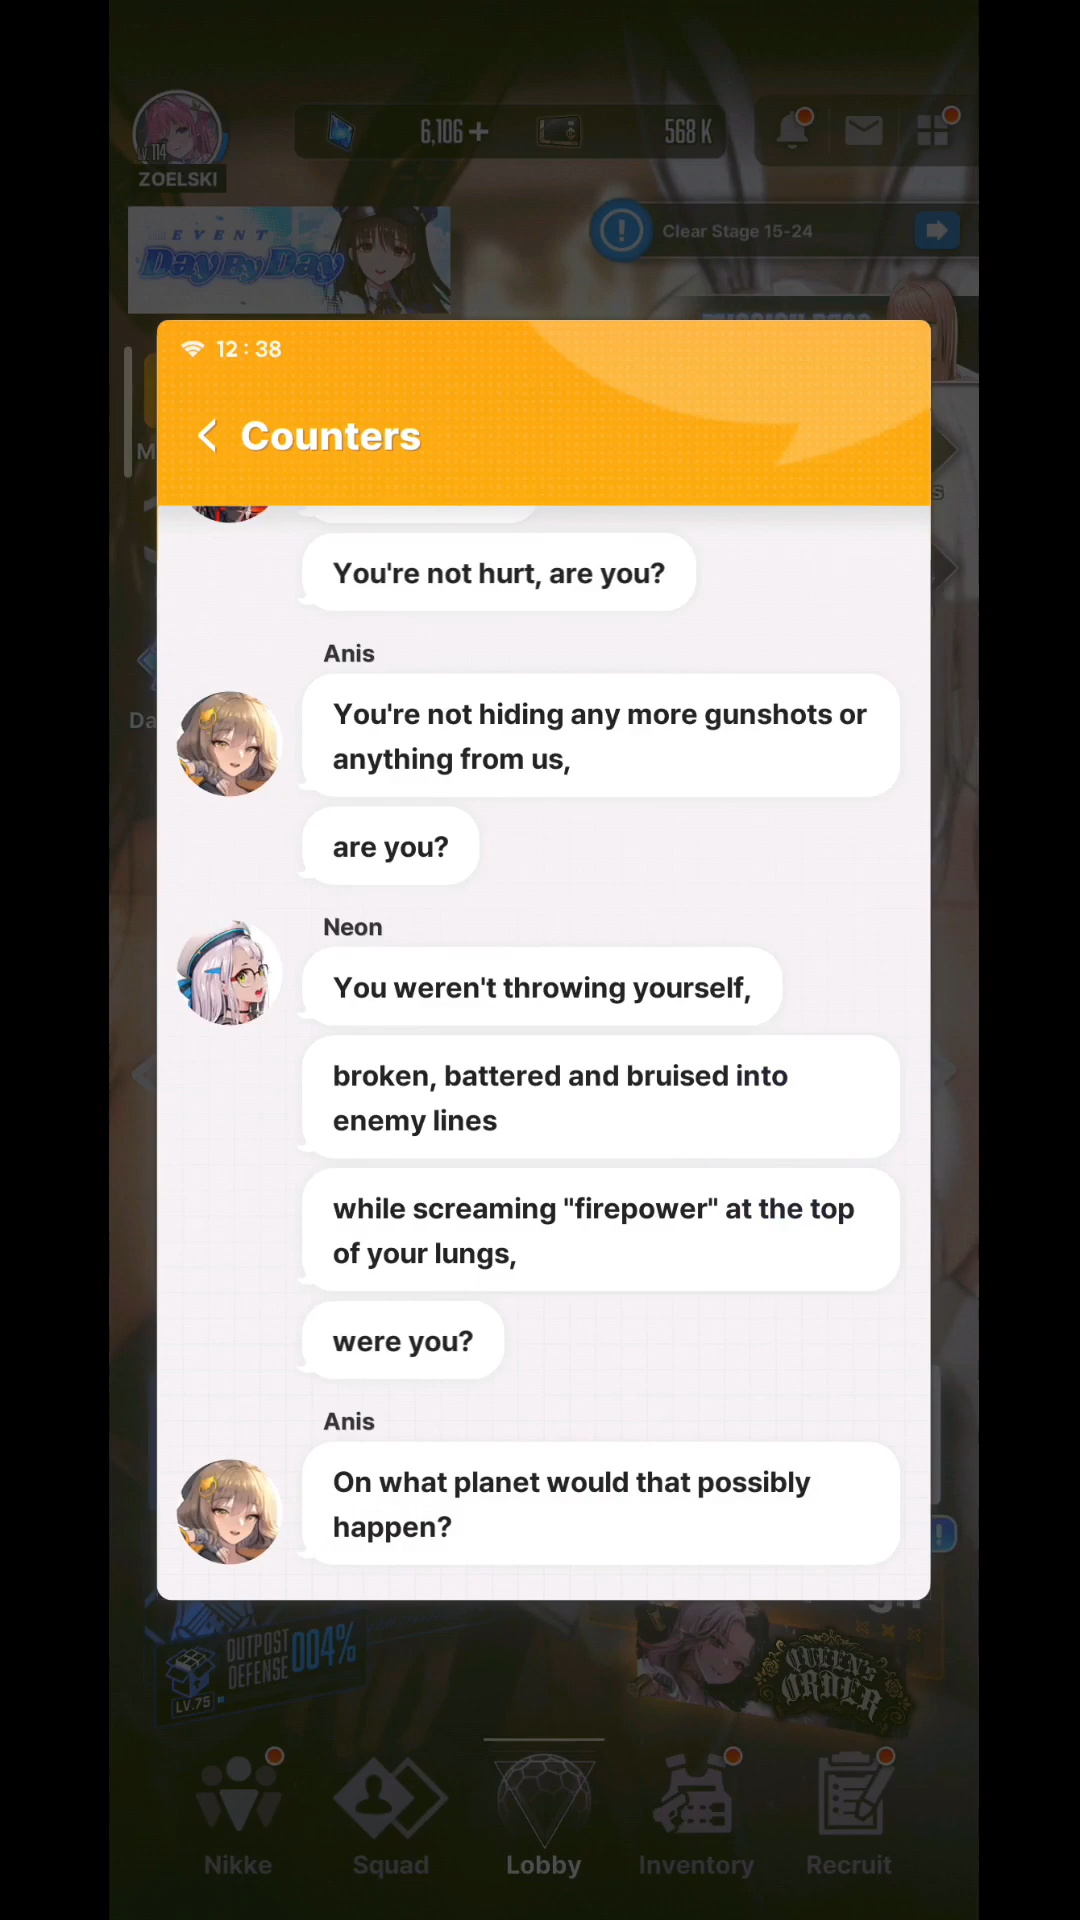 6,106 +
568 K
LV. 114
ZOELSKI
EVENT
Day By Day
Clear Stage 15-24
12 : 38
Counters
You're not hurt, are you?
Anis
You're not hiding any more gunshots or
anything from us,
are you?
Neon
You weren't throwing yourself,
broken, battered and bruised into
enemy lines
while screaming "firepower" at the top
of your lungs,
were you?
Anis
On what planet would that possibly
happen?
OUTPOST
DEFENSE
004%
LV.75
QUEEN'S
ORDER
Nikke
Squad
Lobby
Inventory
Recruit